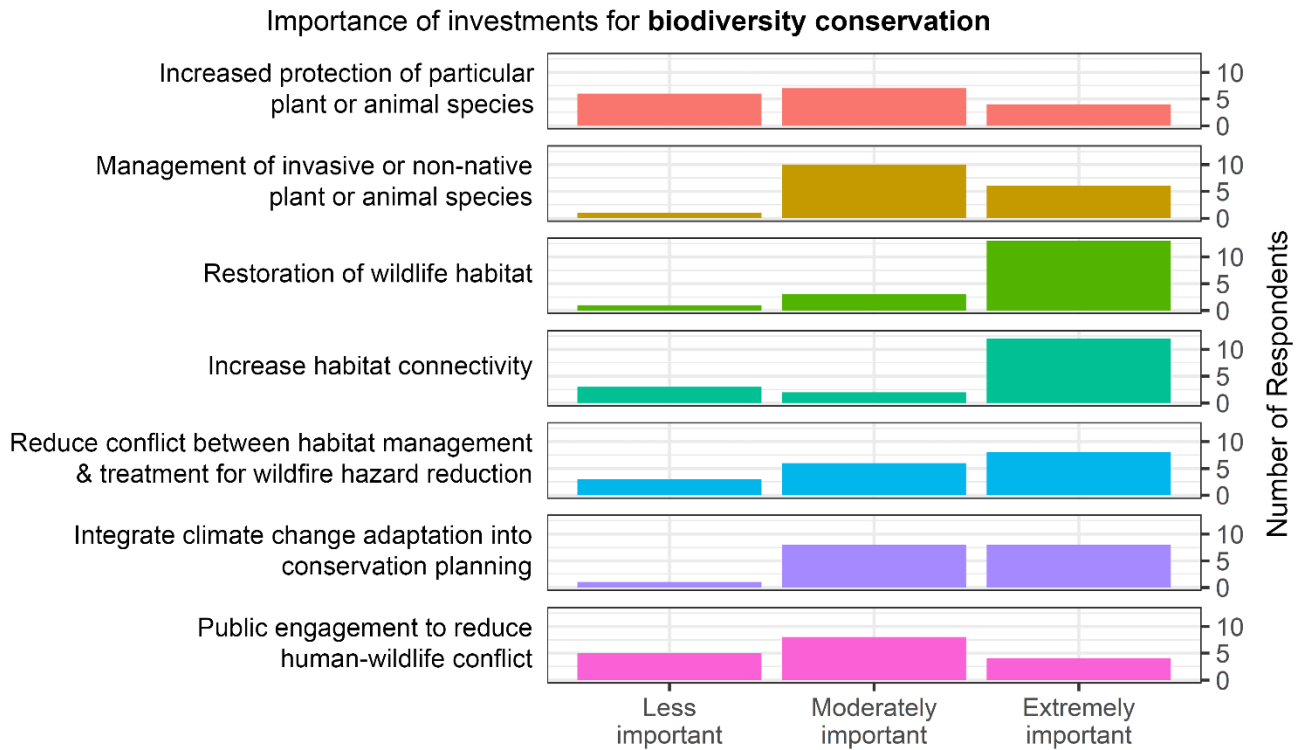 Importance of investments for biodiversity conservation
Increased protection of particular
plant or animal species
10
5
0
Management of invasive or non-native
plant or animal species
10
5
0
Restoration of wildlife habitat
10
5
0
Increase habitat connectivity
10
5
0
Reduce conflict between habitat management
& treatment for wildfire hazard reduction
10
5
0
Integrate climate change adaptation into
conservation planning
10
5
0
Public engagement to reduce
human-wildlife conflict
10
5
0
Number of Respondents
Less
important
Moderately
important
Extremely
important